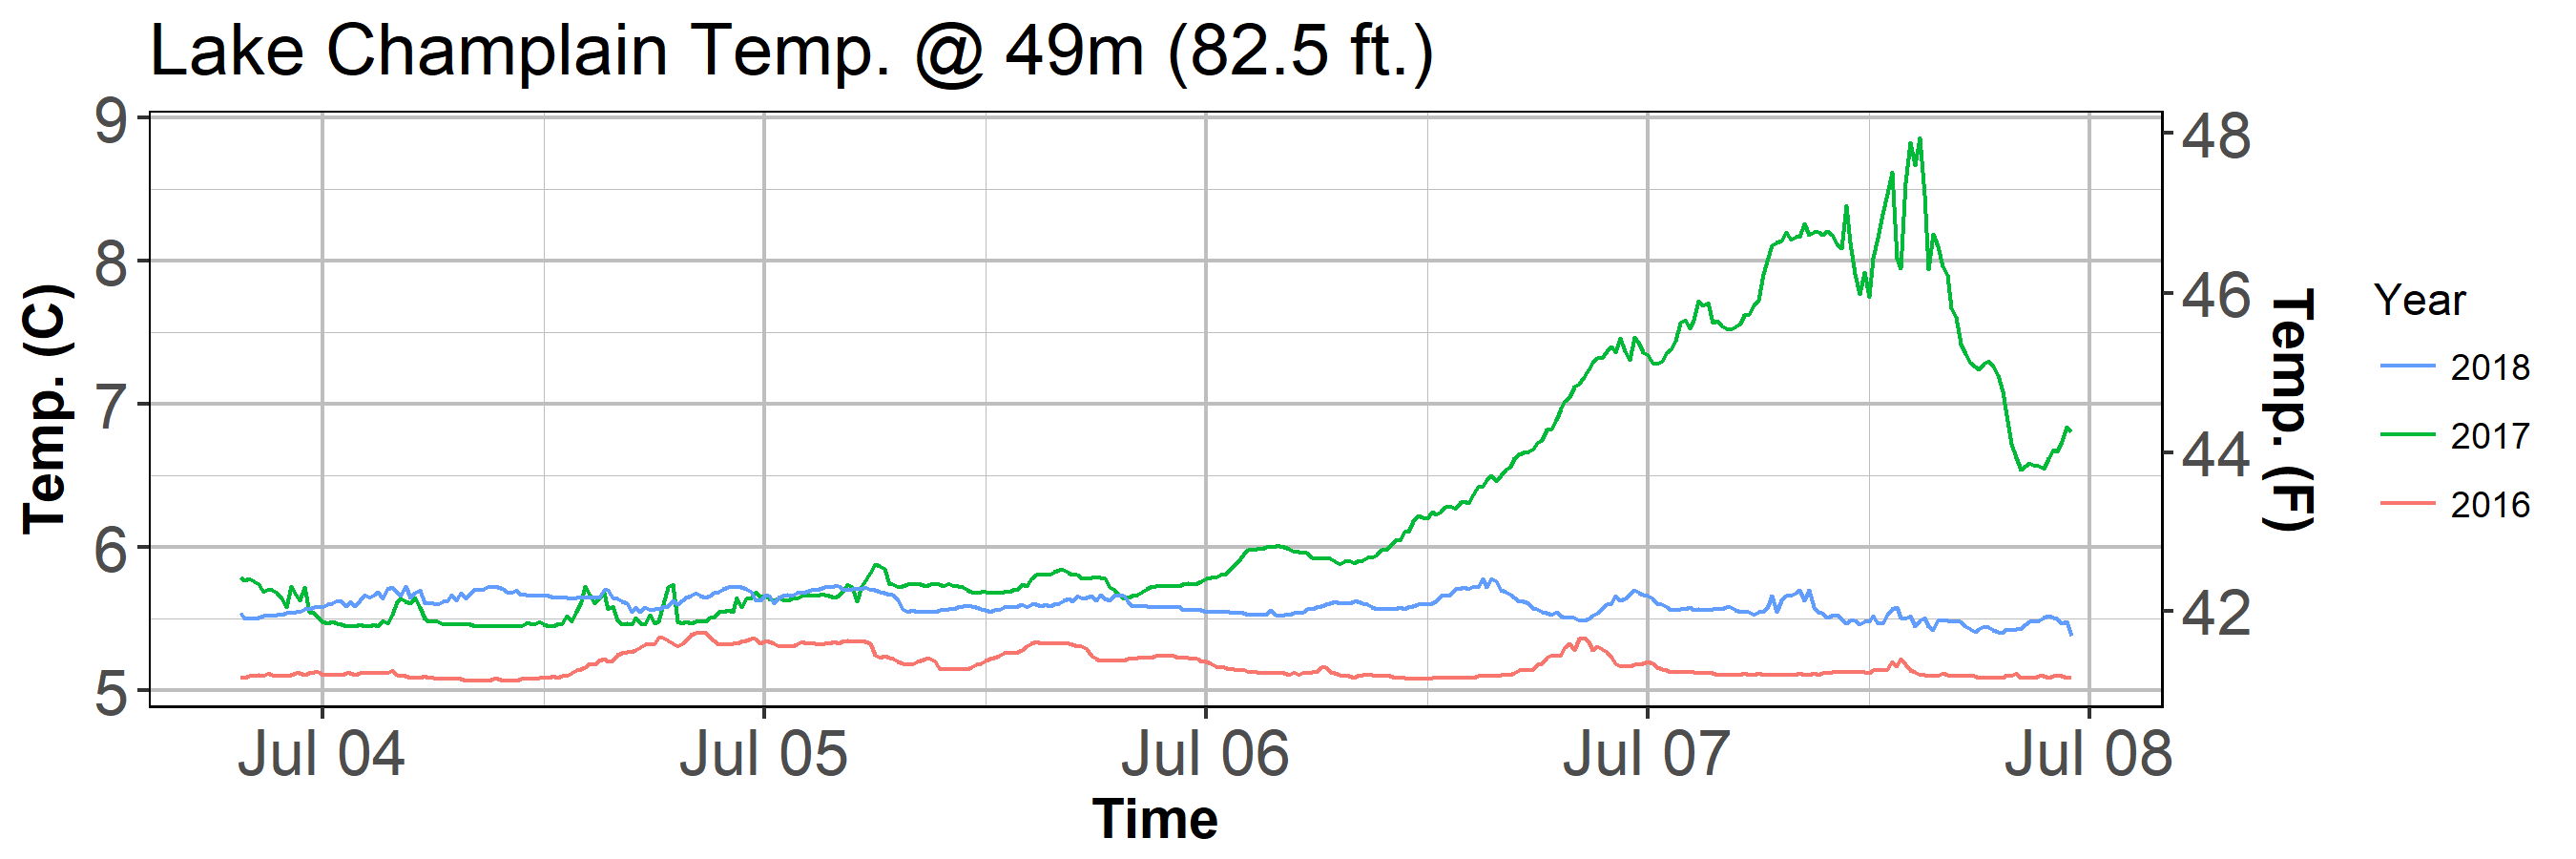 Lake Champlain Temp. @ 49m (82.5 ft.)
9
8
7
6
5
Temp. (C)
48
46
44
42
Temp. (F)
Jul 04 Jul 05 Jul 06 Jul 07 Jul 08
Time
Year
2018
2017
2016